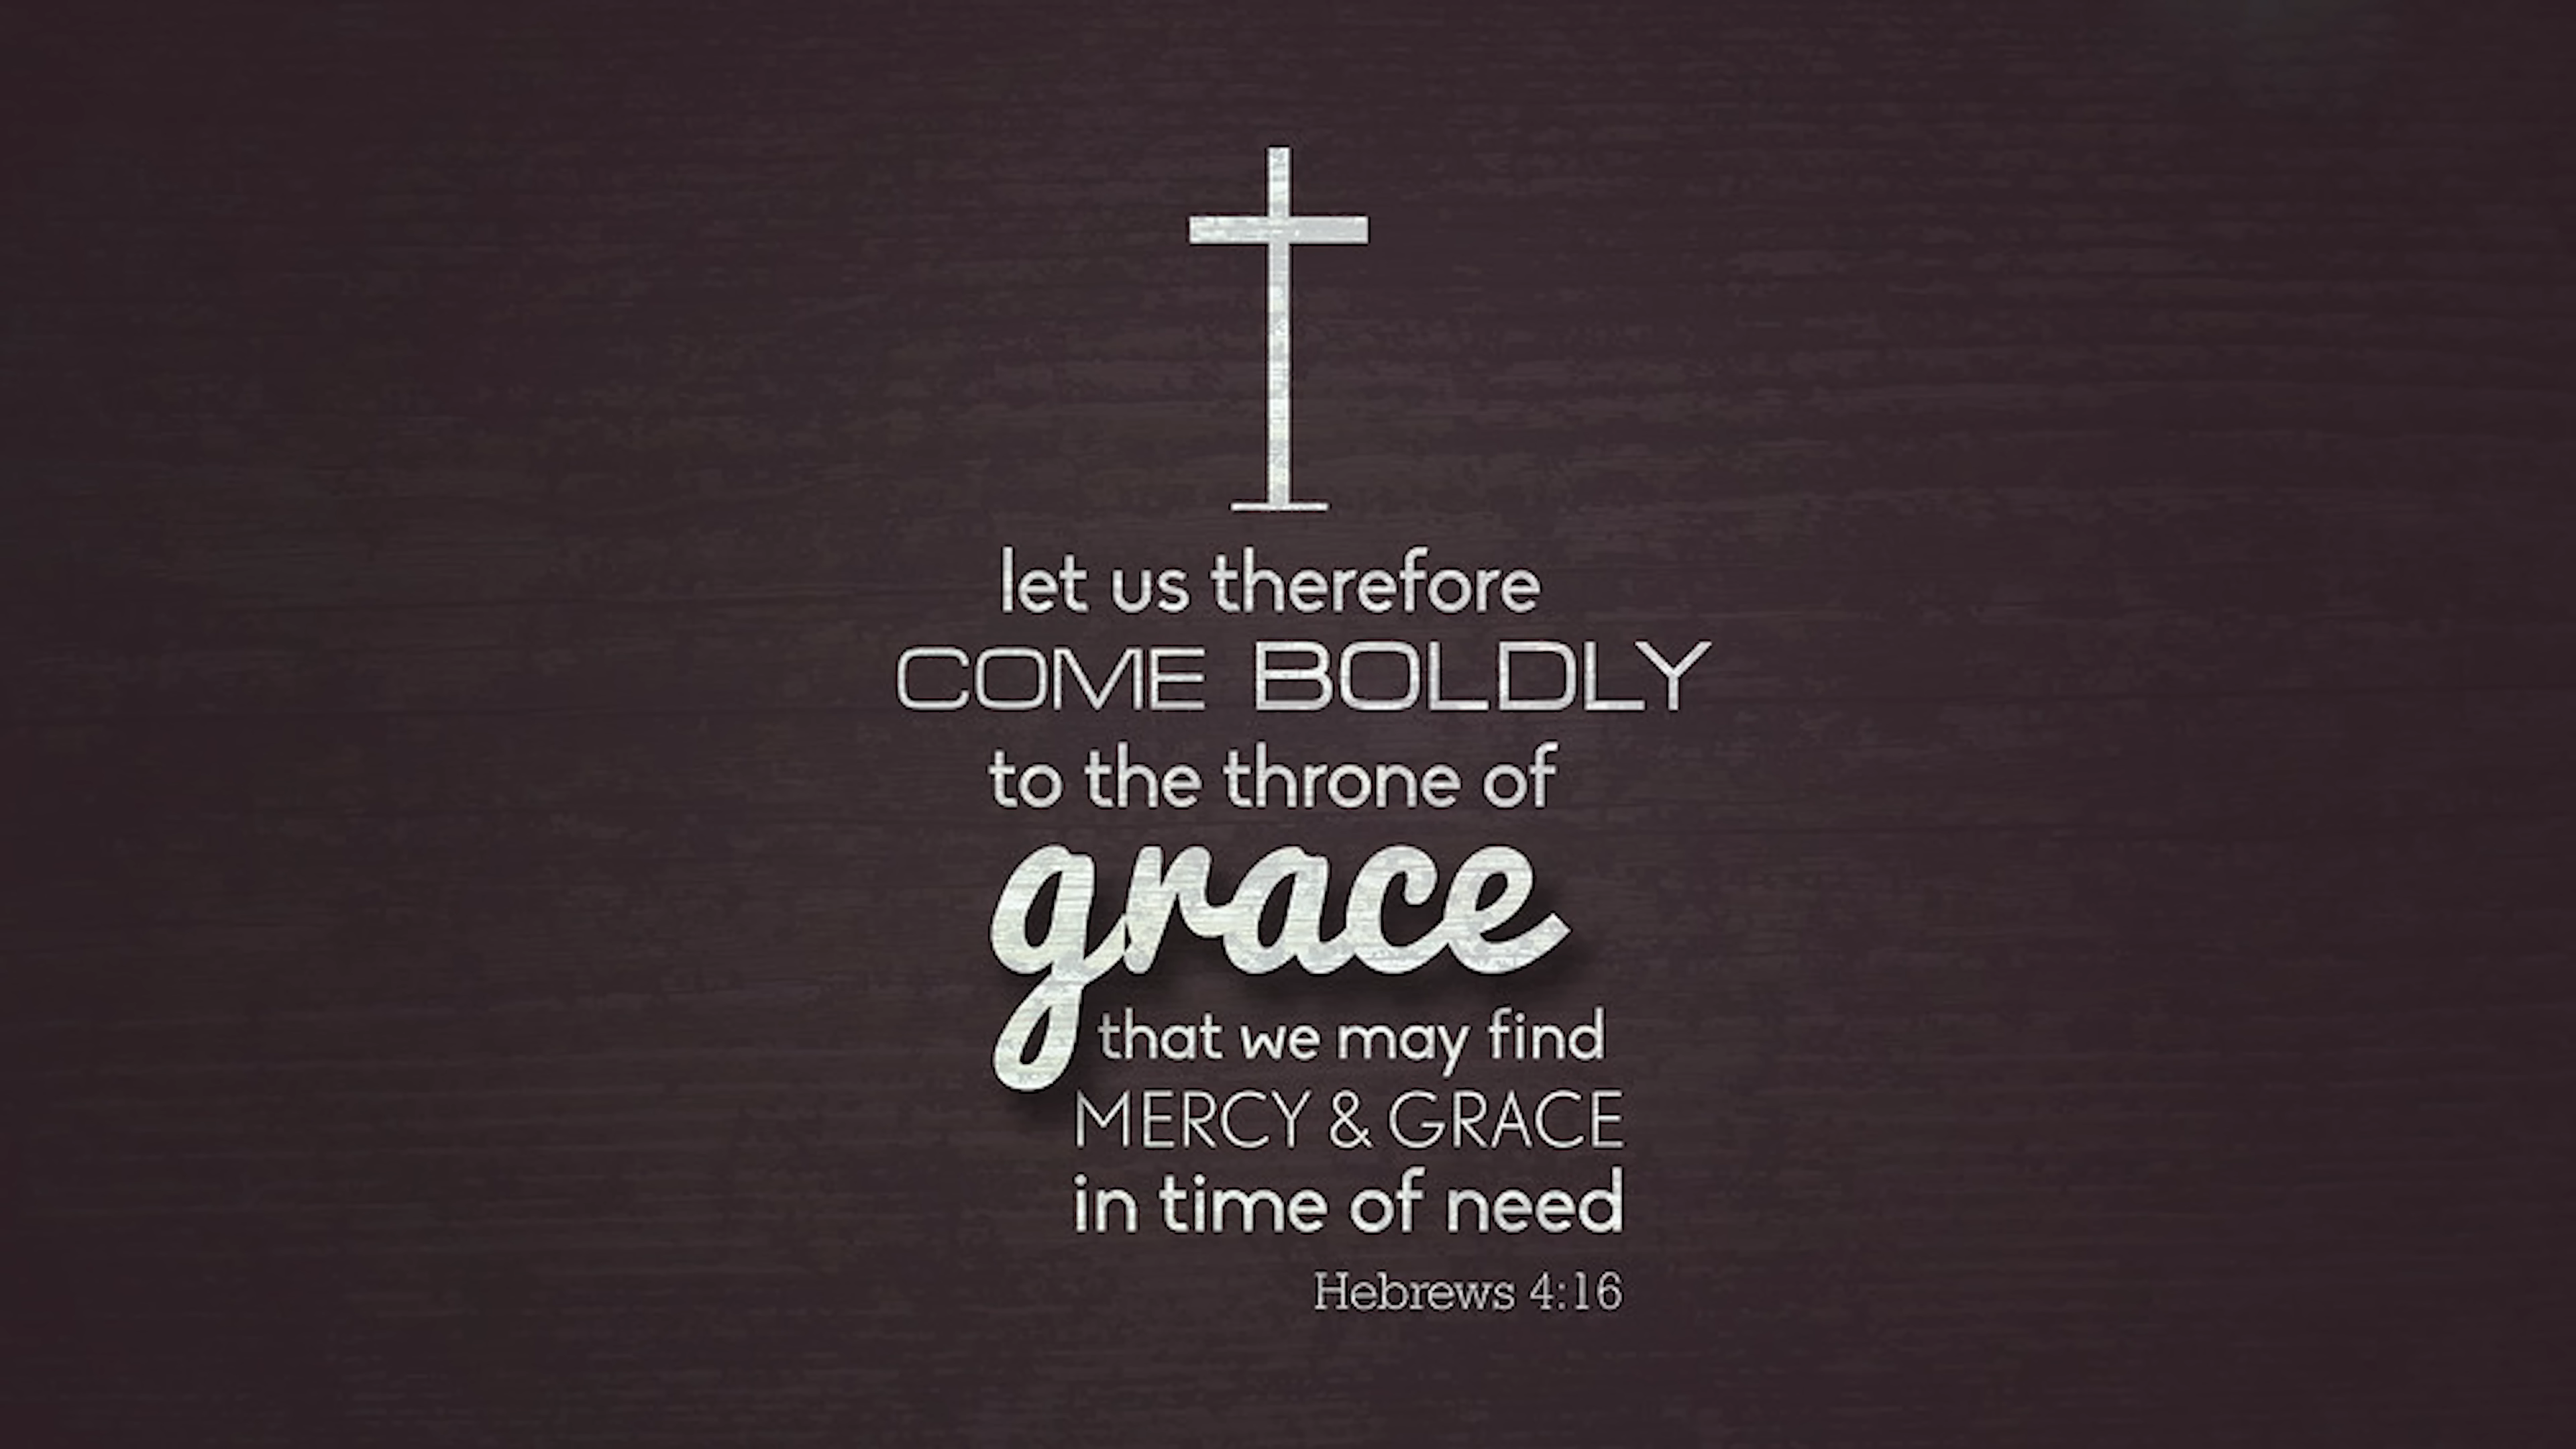 let us therefore
COME BOLDLY
to the throne of
grace
that we may find
MERCY & GRACE
in time of need
Hebrews 4:16